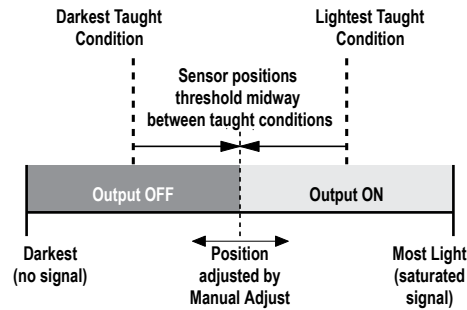 Darkest Taught
Condition
Lightest Taught
Condition
Sensor positions
threshold midway
between taught conditions
Output OFF
Output ON
Darkest
(no signal)
Position
adjusted by
Manual Adjust
Most Light
(saturated
signal)